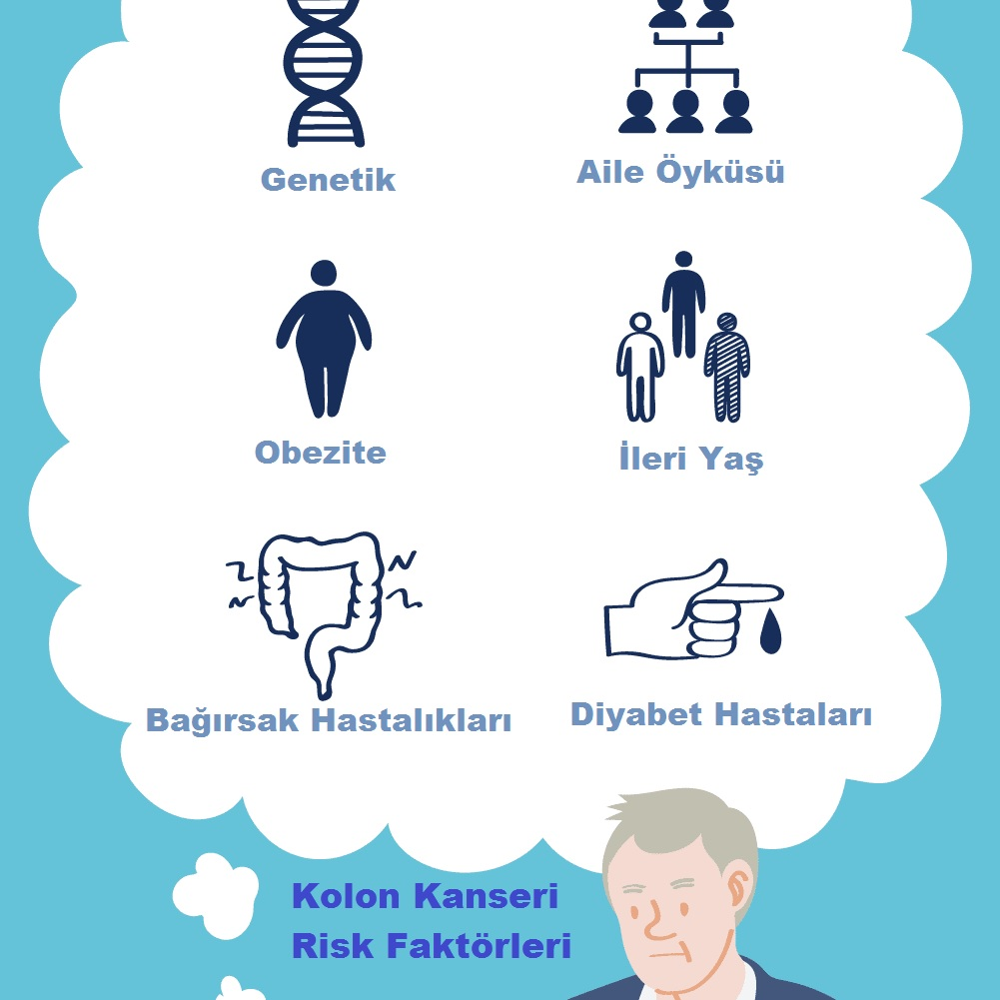 Genetik
Aile Öyküsü
Obezite
İleri Yaş
Bağırsak Hastalıkları
Diyabet Hastaları
Kolon Kanseri
Risk Faktörleri